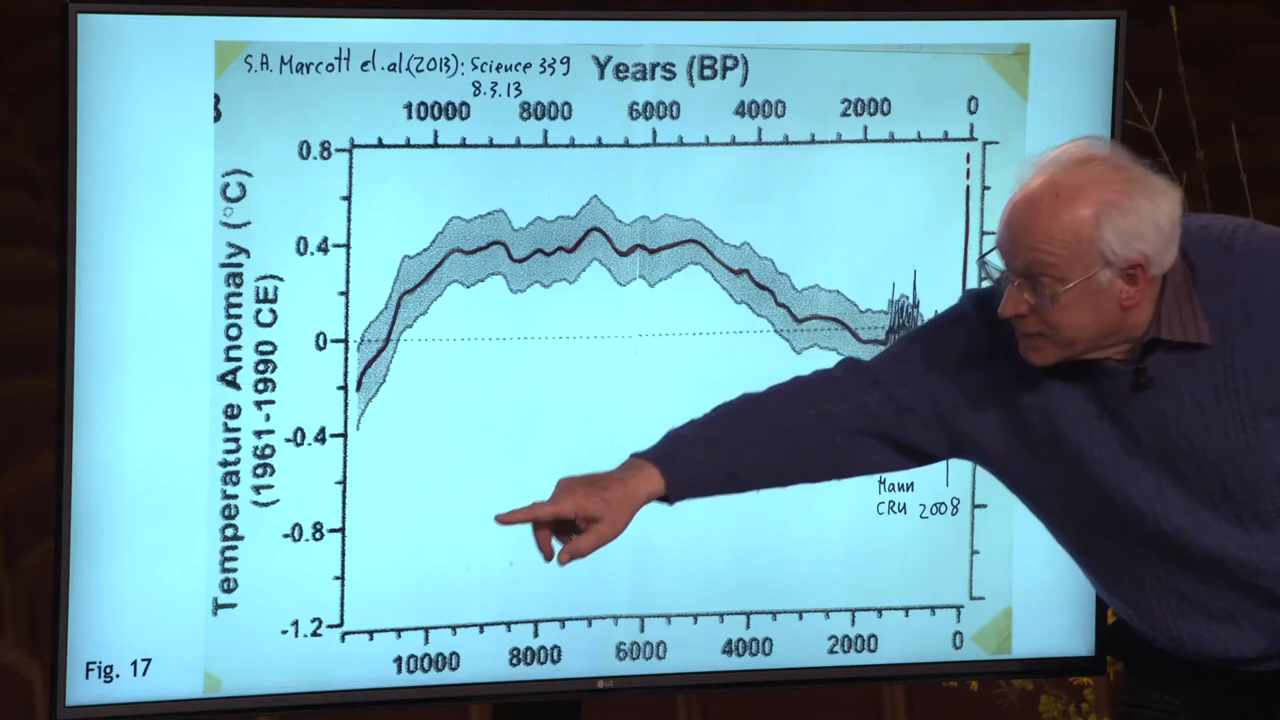 S.A. Marcott el.al.(2013): Science 339
8.3.13
Years (BP)
10000 8000 6000 4000 2000 0
0.8
0.4
0
-0.4
-0.8
-1.2
Temperature Anomaly (°C)
(1961-1990 CE)
Mann
CRU 2008
10000 8000 6000 4000 2000 0
Fig. 17
LG